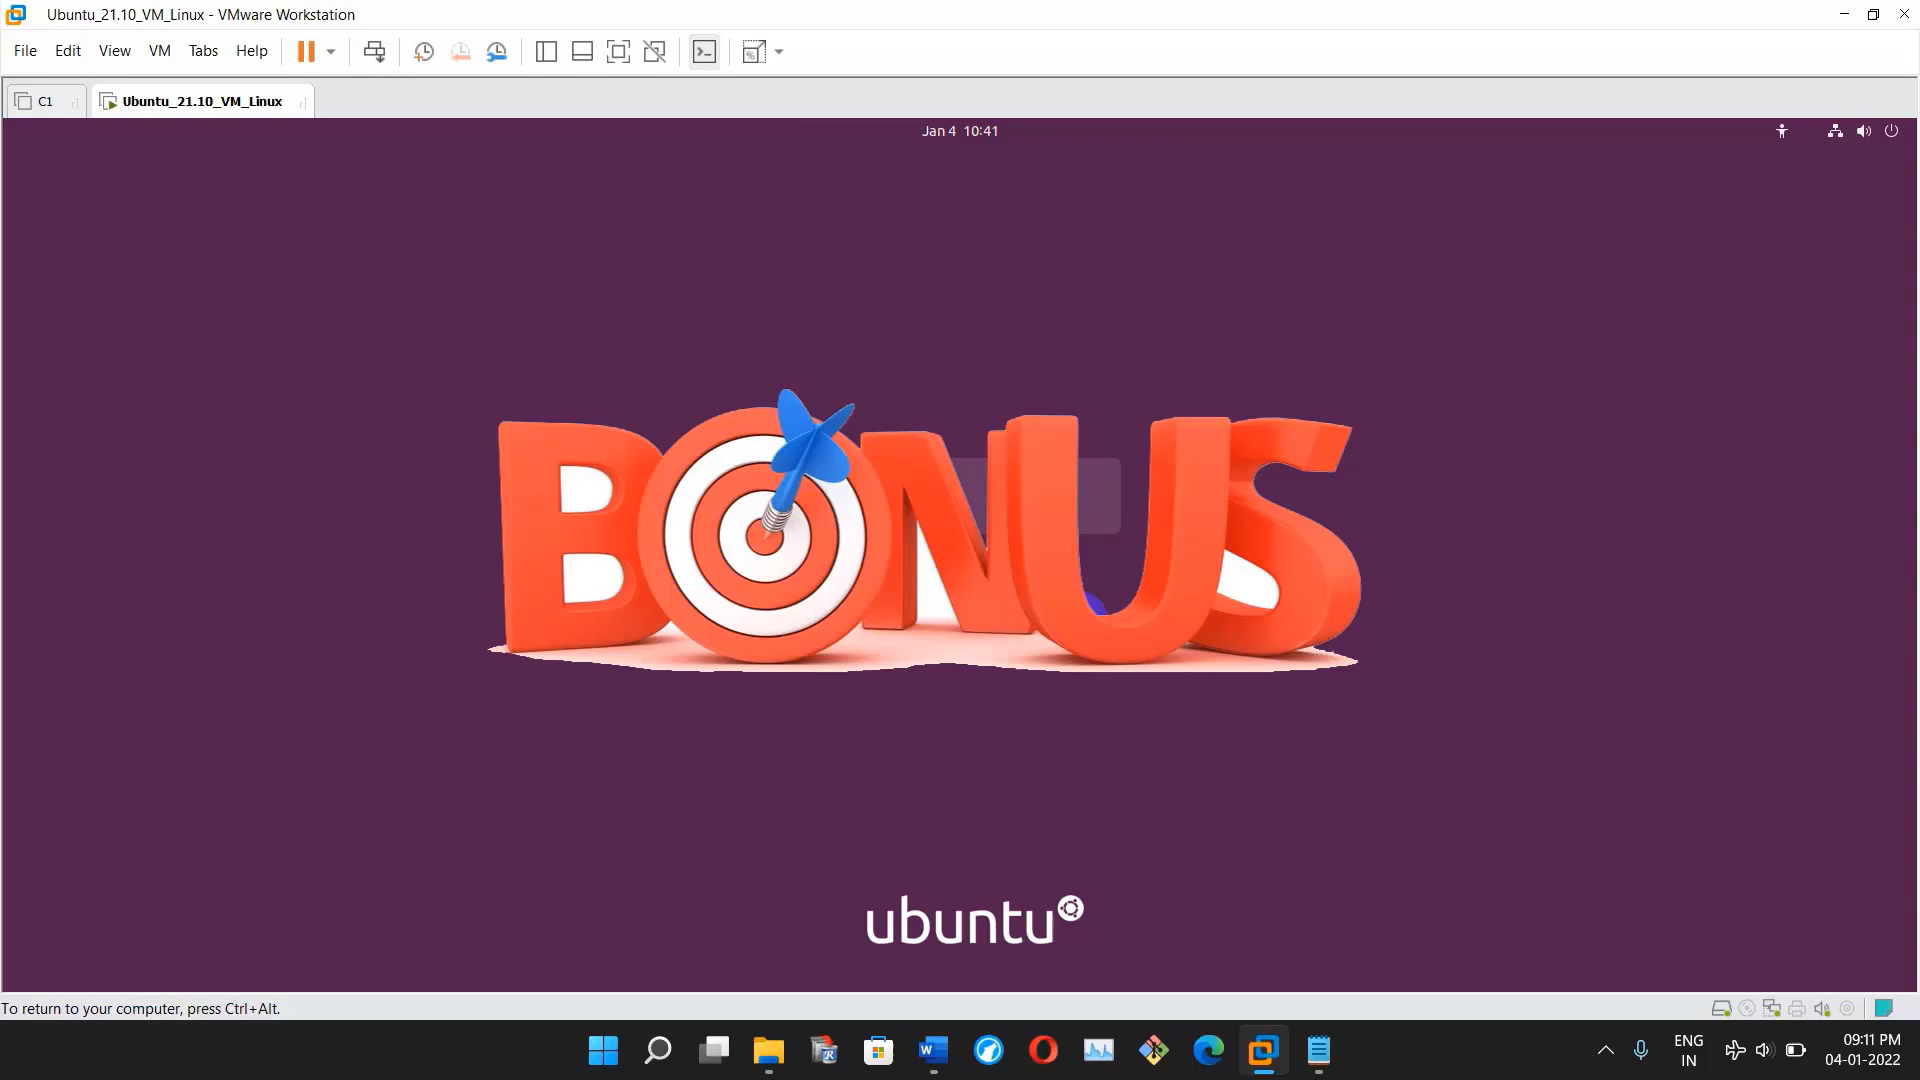 Ubuntu_21.10_VM_Linux - VMware Workstation
File Edit View VM Tabs Help
C1 Ubuntu_21.10_VM_Linux
Jan 4 10:41
BONUS
ubuntu
To return to your computer, press Ctrl+Alt.
ENG
IN
09:11 PM
04-01-2022